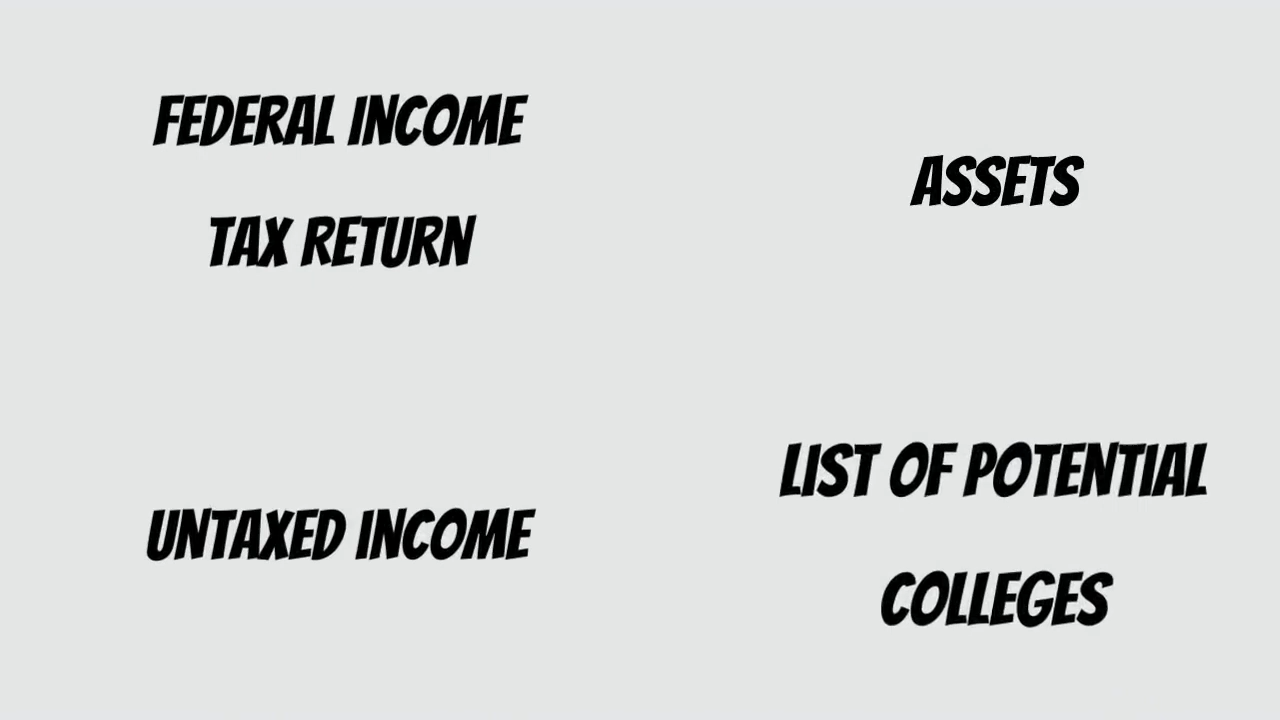 FEDERAL INCOME
TAX RETURN
ASSETS
UNTAXED INCOME
LIST OF POTENTIAL
COLLEGES